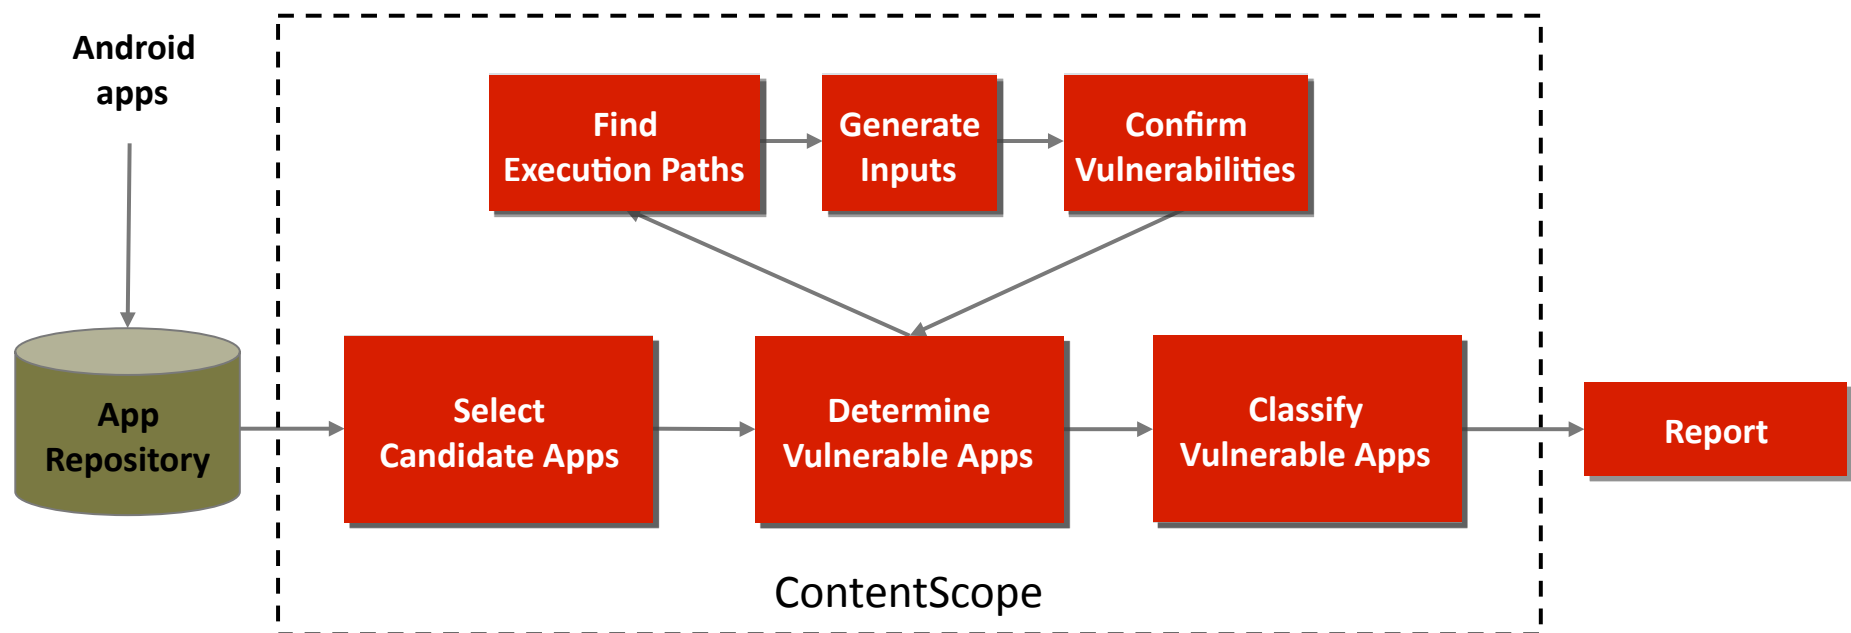 Android
apps
Find
Execution Paths
Generate
Inputs
Confirm
Vulnerabilities
App
Repository
Select
Candidate Apps
Determine
Vulnerable Apps
Classify
Vulnerable Apps
Report
ContentScope